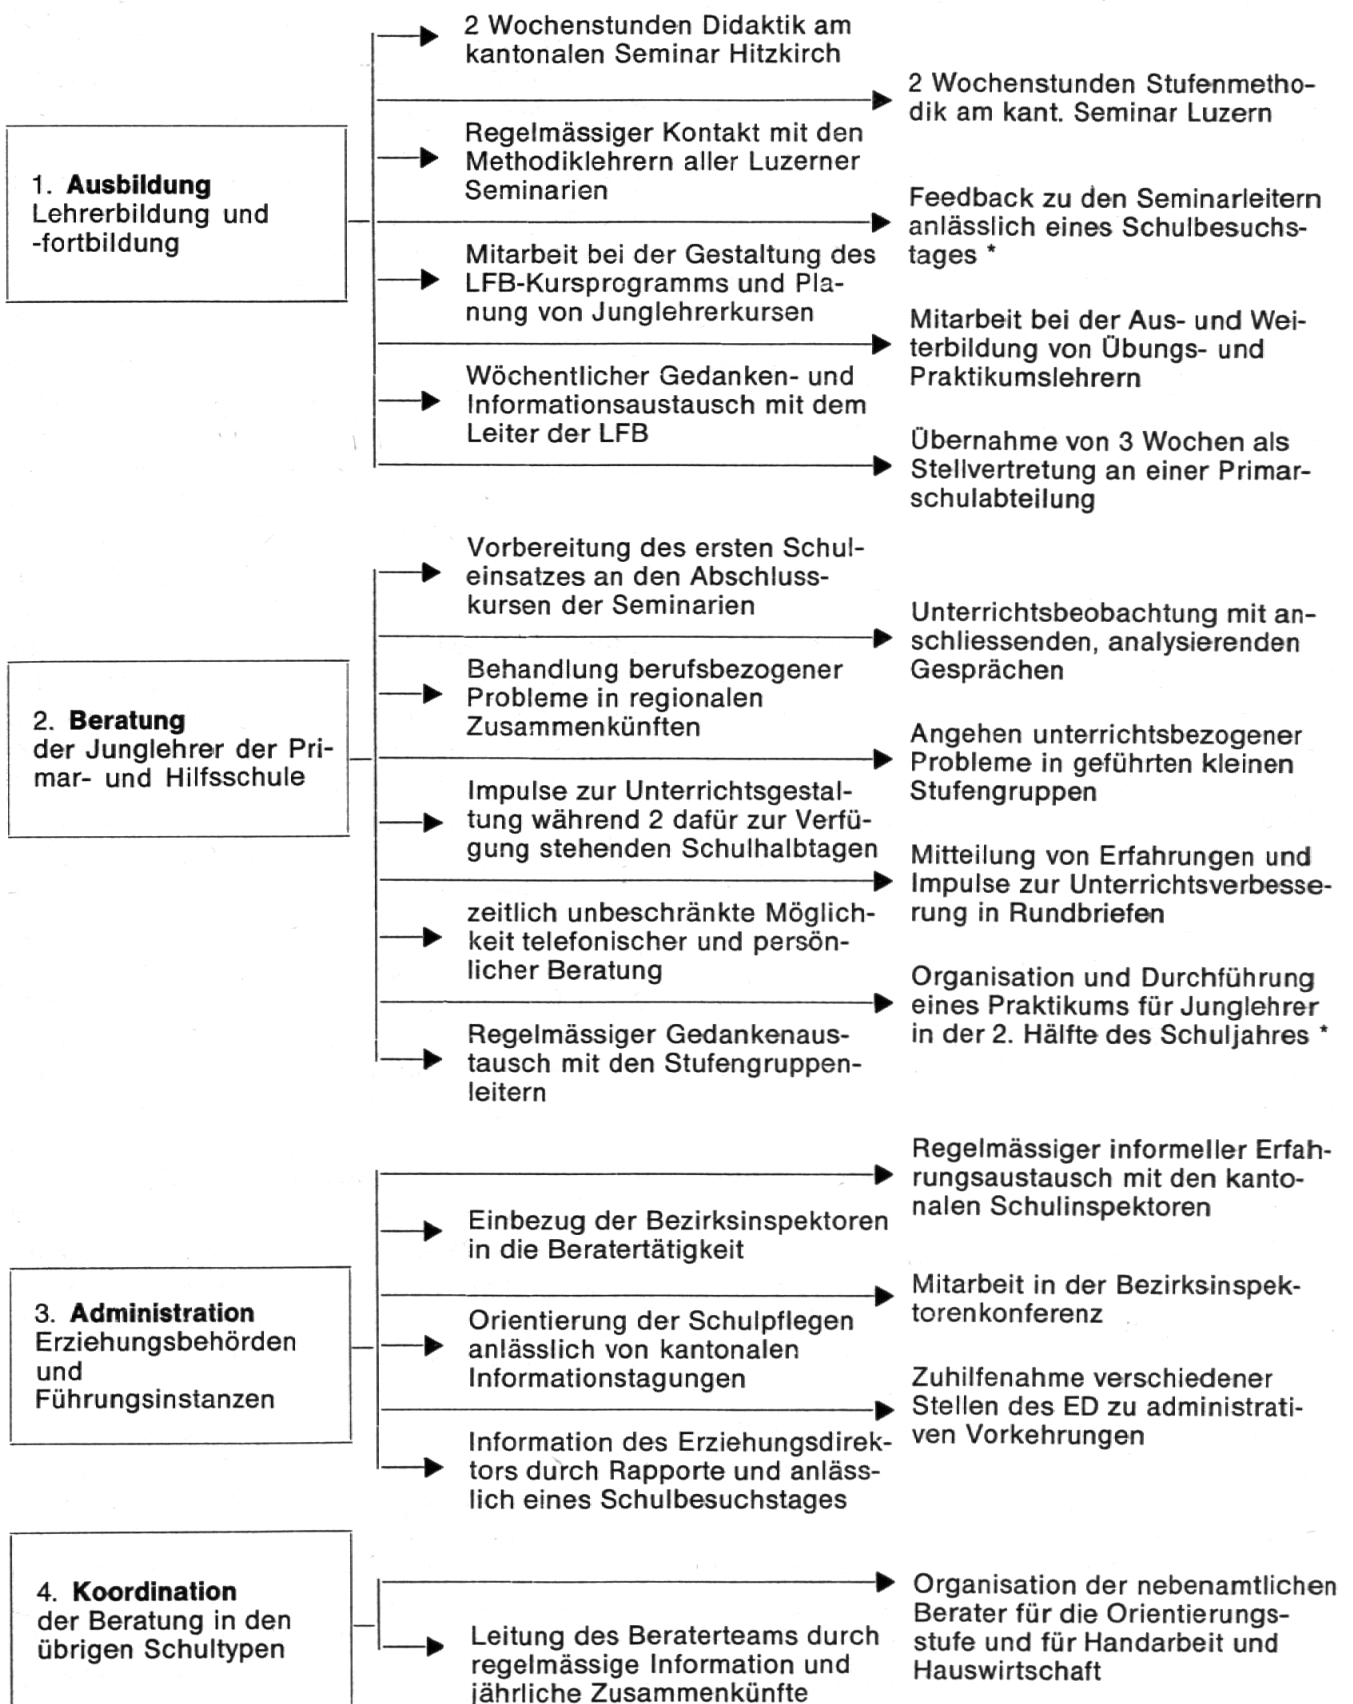 1. Ausbildung
Lehrerbildung und
-fortbildung
2 Wochenstunden Didaktik am
kantonalen Seminar Hitzkirch
2 Wochenstunden Stufenmetho-
dik am kant. Seminar Luzern
Regelmässiger Kontakt mit den
Methodiklehrern aller Luzerner
Seminarien
Feedback zu den Seminarleitern
anlässlich eines Schulbesuchs-
tages *
Mitarbeit bei der Gestaltung des
LFB-Kursprogramms und Pla-
nung von Junglehrerkursen
Mitarbeit bei der Aus- und Wei-
terbildung von Übungs- und
Praktikumslehrern
Wöchentlicher Gedanken- und
Informationsaustausch mit dem
Leiter der LFB
Übernahme von 3 Wochen als
Stellvertretung an einer Primar-
schulabteilung
2. Beratung
der Junglehrer der Pri-
mar- und Hilfsschule
Vorbereitung des ersten Schul-
einsatzes an den Abschluss-
kursen der Seminarien
Unterrichtsbeobachtung mit an-
schliessenden, analysierenden
Gesprächen
Behandlung berufsbezogener
Probleme in regionalen
Zusammenkünften
Angehen unterrichtsbezogener
Probleme in geführten kleinen
Stufengruppen
Impulse zur Unterrichtsgestal-
tung während 2 dafür zur Verfü-
gung stehenden Schulhalbtagen
Mitteilung von Erfahrungen und
Impulse zur Unterrichtsverbesse-
rung in Rundbriefen
zeitlich unbeschränkte Möglich-
keit telefonischer und persön-
licher Beratung
Organisation und Durchführung
eines Praktikums für Junglehrer
in der 2. Hälfte des Schuljahres *
Regelmässiger Gedankenaus-
tausch mit den Stufengruppen-
leitern
3. Administration
Erziehungsbehörden
und
Führungsinstanzen
Regelmässiger informeller Erfah-
rungsaustausch mit den kanto-
nalen Schulinspektoren
Einbezug der Bezirksinspektoren
in die Beratertätigkeit
Mitarbeit in der Bezirksinspek-
torenkonferenz
Orientierung der Schulpflegen
anlässlich von kantonalen
Informationstagungen
Zuhilfenahme verschiedener
Stellen des ED zu administrati-
ven Vorkehrungen
Information des Erziehungsdirek-
tors durch Rapporte und anläss-
lich eines Schulbesuchstages
4. Koordination
der Beratung in den
übrigen Schultypen
Organisation der nebenamtlichen
Berater für die Orientierungs-
stufe und für Handarbeit und
Hauswirtschaft
Leitung des Beraterteams durch
regelmässige Information und
jährliche Zusammenkünfte